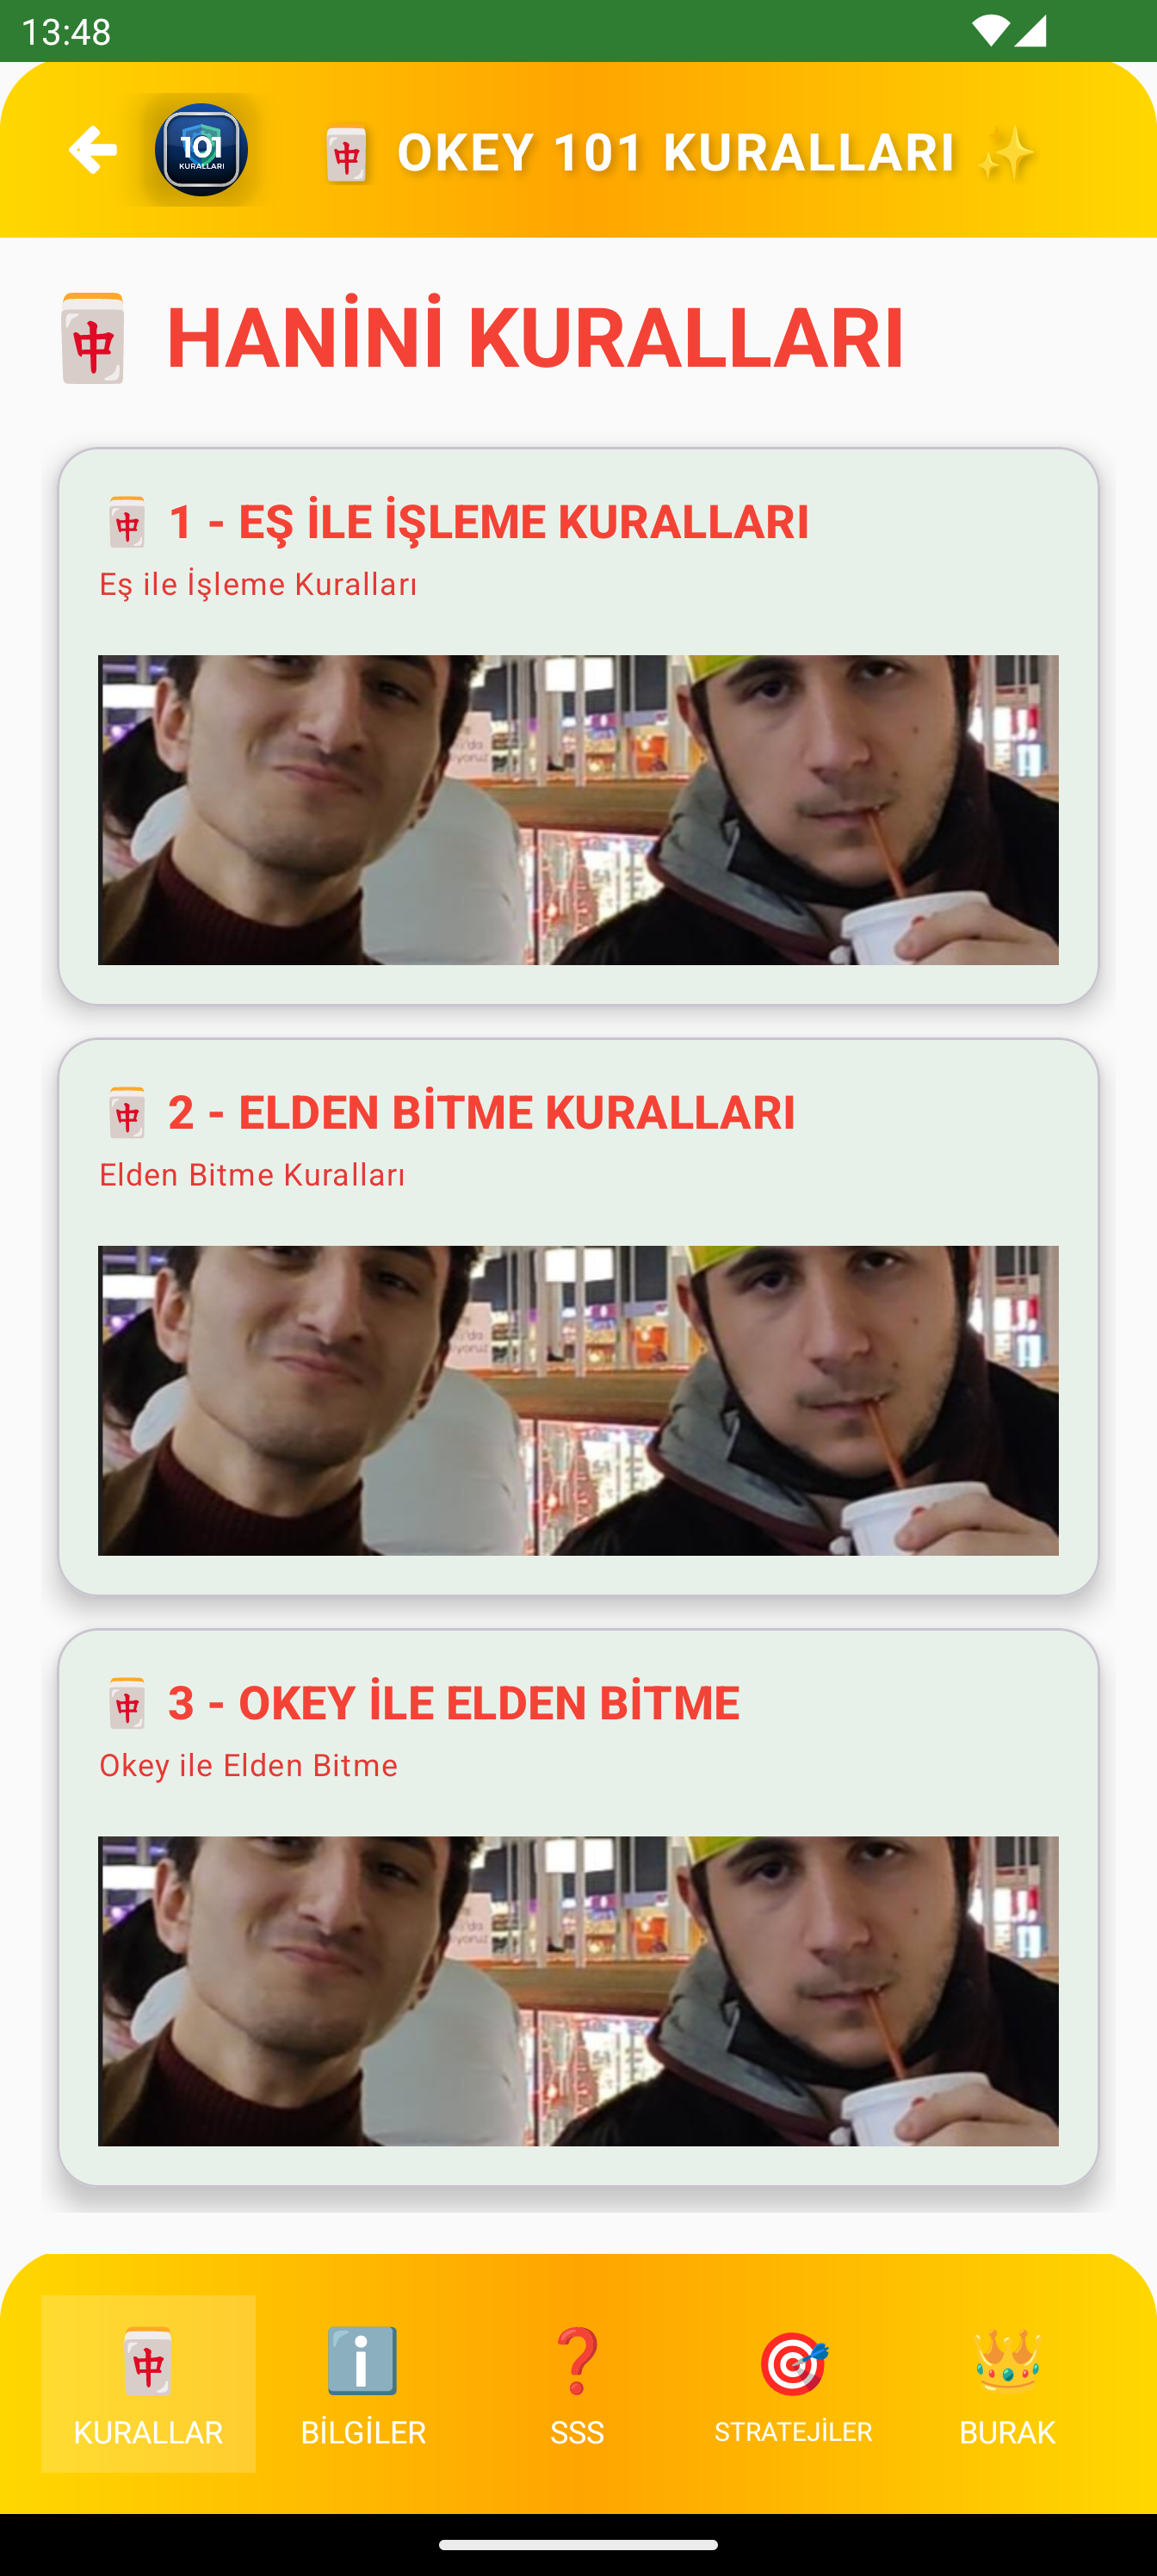 13:48
101
KURALLARI
OKEY 101 KURALLARI
HANİNİ KURALLARI
1 - EŞ İLE İŞLEME KURALLARI
Eş ile İşleme Kuralları
2 - ELDEN BİTME KURALLARI
Elden Bitme Kuralları
3 - OKEY İLE ELDEN BİTME
Okey ile Elden Bitme
KURALLAR
BİLGİLER
SSS
STRATEJİLER
BURAK